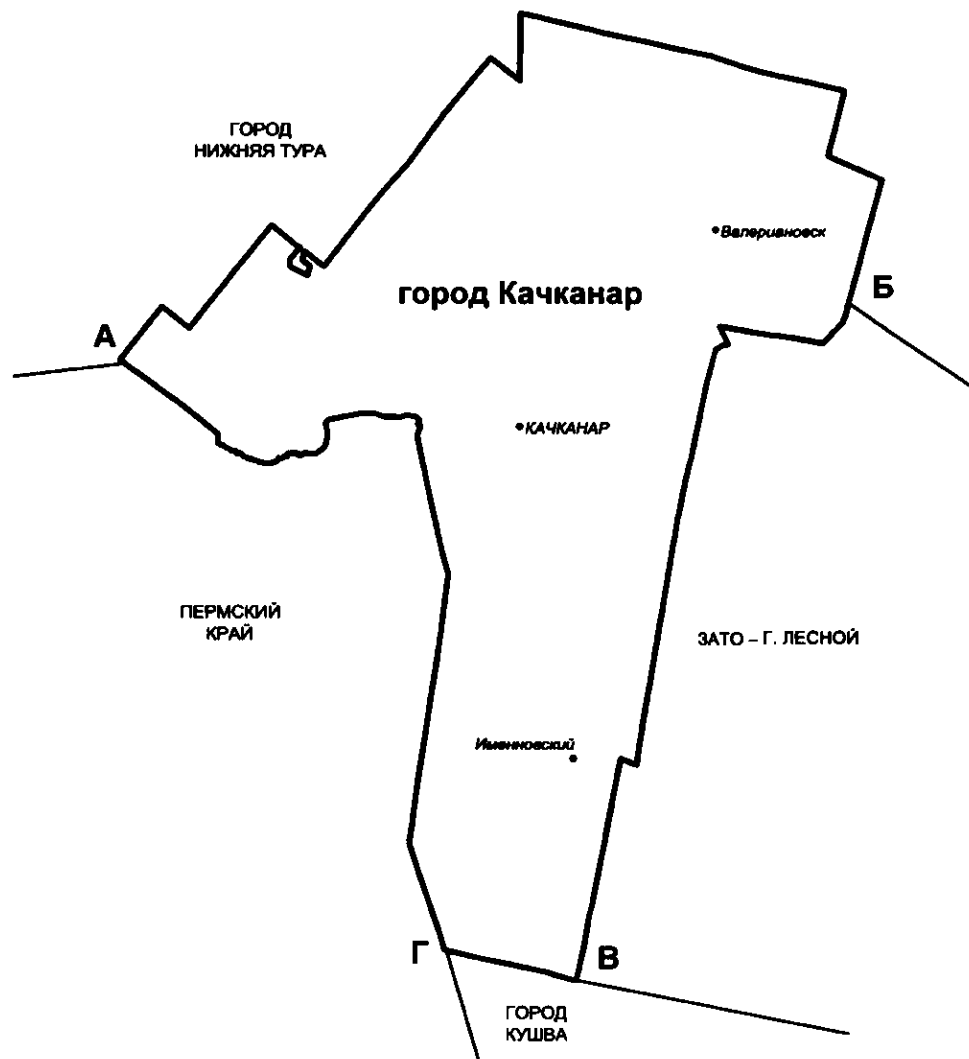 ГОРОД
НИЖНЯЯ ТУРА
Валериановск
город Качканар
Б
А
КАЧКАНАР
ПЕРМСКИЙ
КРАЙ
ЗАТО – Г. ЛЕСНОЙ
Именновский
Г
В
ГОРОД
КУШВА